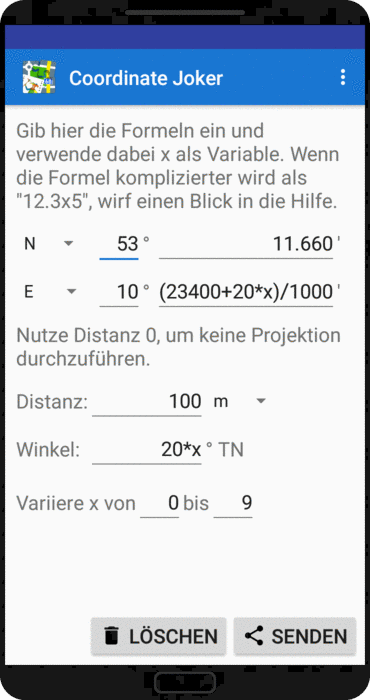 Coordinate Joker
Gib hier die Formeln ein und
verwende dabei x als Variable. Wenn
die Formel komplizierter wird als
"12.3x5", wirf einen Blick in die Hilfe.
N 53 ° 11.660 '
E 10 ° (23400+20*x)/1000 '
Nutze Distanz 0, um keine Projektion
durchzuführen.
Distanz: 100 m
Winkel: 20*x ° TN
Variiere x von 0 bis 9
LÖSCHEN SENDEN